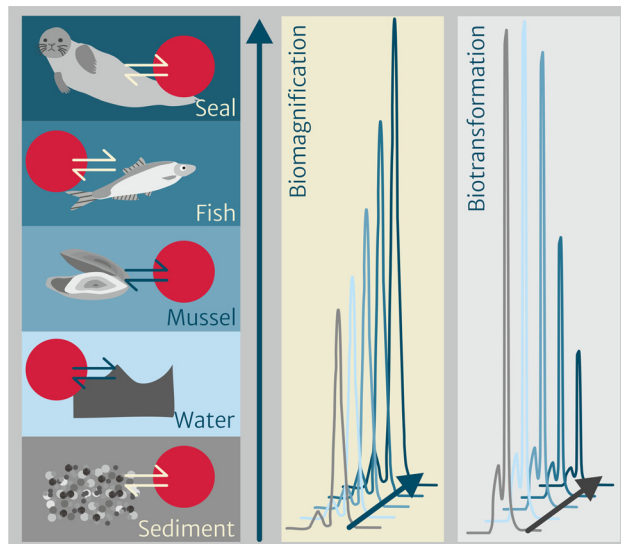 Seal
Fish
Mussel
Water
Sediment
Biomagnification
Biotransformation